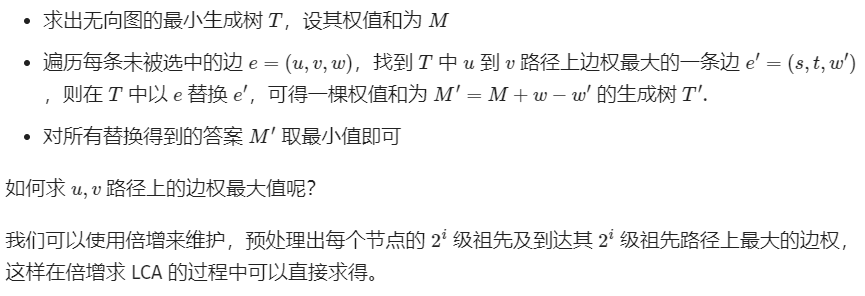 • 求出无向图的最小生成树 T，设其权值和为 M
• 遍历每条未被选中的边 e = (u, v, w)，找到 T 中 u 到 v 路径上边权最大的一条边 e′ = (s, t, w′)
，则在 T 中以 e 替换 e′，可得一棵权值和为 M′ = M + w − w′ 的生成树 T′.
• 对所有替换得到的答案 M′ 取最小值即可
如何求 u, v 路径上的边权最大值呢？
我们可以使用倍增来维护，预处理出每个节点的 2^i 级祖先及到达其 2^i 级祖先路径上最大的边权，
这样在倍增求 LCA 的过程中可以直接求得。